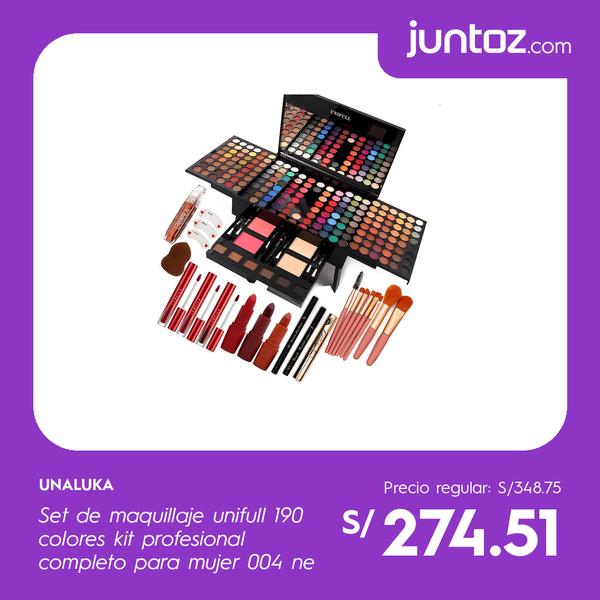 juntoz.com
UNIFULL
UNALUKA
Set de maquillaje unifull 190
colores kit profesional
completo para mujer 004 ne
Precio regular: S/348.75
S/ 274.51